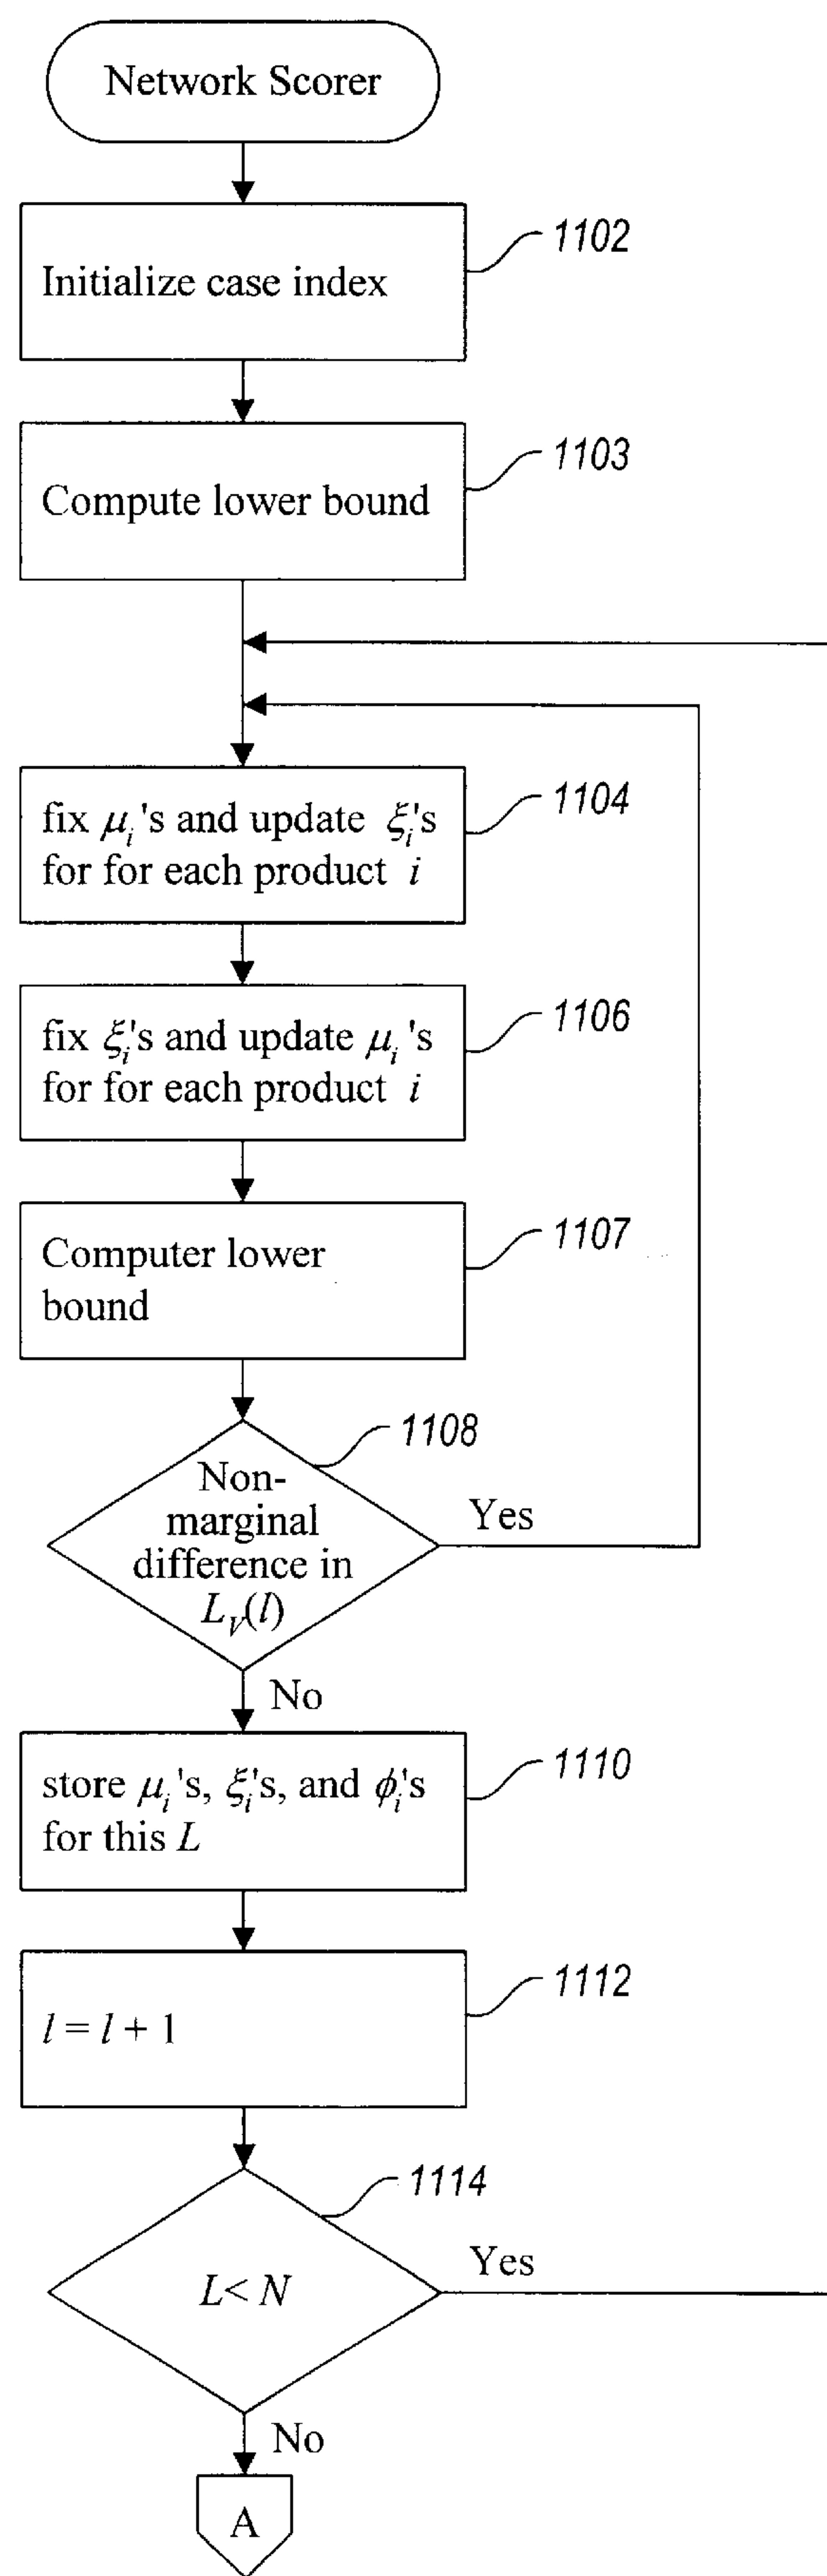 Network Scorer
1102
Initialize case index
1103
Compute lower bound
1104
fix μᵢ's and update ξᵢ's
for for each product i
1106
fix ξᵢ's and update μᵢ's
for for each product i
1107
Computer lower
bound
1108
Non-
marginal
difference in
L_V(l)
Yes
No
1110
store μᵢ's, ξᵢ's, and ϕᵢ's
for this L
1112
l = l + 1
1114
L< N
Yes
No
A